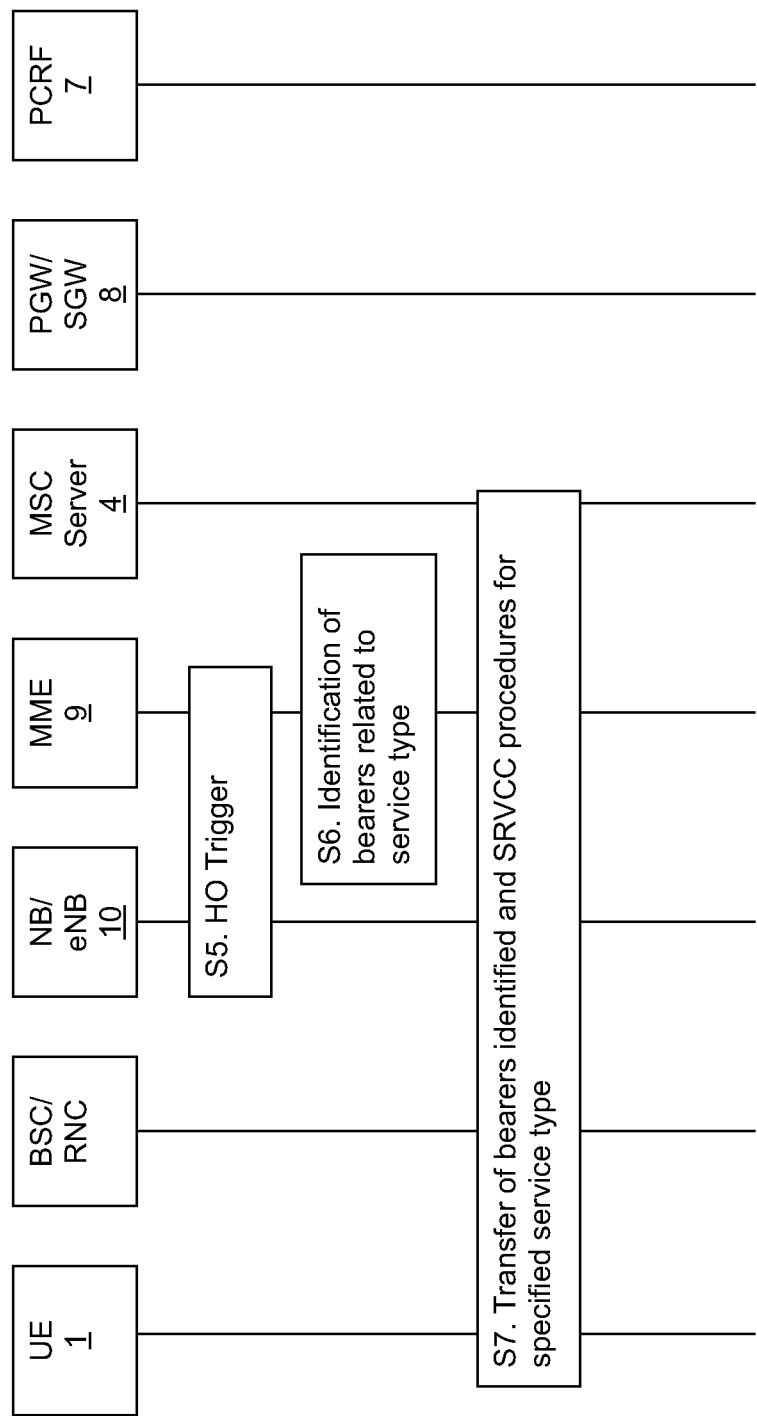 UE
1
BSC/
RNC
NB/
eNB
10
MME
9
MSC
Server
4
PGW/
SGW
8
PCRF
7
S5. HO Trigger
S6. Identification of
bearers related to
service type
S7. Transfer of bearers identified and SRVCC procedures for
specified service type